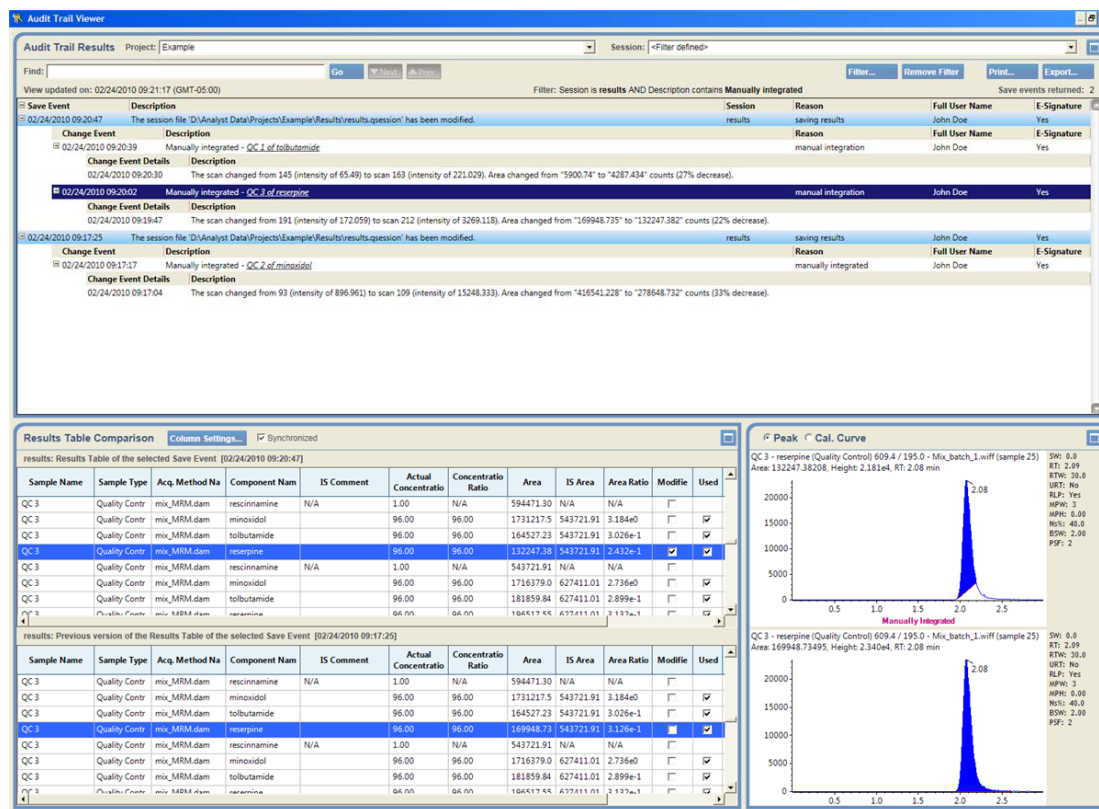 Audit Trail Viewer
Audit Trail Results Project: Example Session: <Filter defined>
Find: Go Next Prev Filter... Remove Filter Print... Export...
View updated on: 02/24/2010 09:21:17 (GMT-05:00) Filter: Session is results AND Description contains Manually integrated Save events returned: 2
Save Event Description Session Reason Full User Name E-Signature
02/24/2010 09:20:47 The session file 'D:\Analyst Data\Projects\Example\Results\results.qsession' has been modified. results saving results John Doe Yes
Change Event Description Reason Full User Name E-Signature
02/24/2010 09:20:39 Manually integrated - QC 1 of tolbutamide manual integration John Doe Yes
Change Event Details Description
02/24/2010 09:20:30 The scan changed from 145 (intensity of 65.49) to scan 163 (intensity of 221.029). Area changed from "5900.74" to "4287.434" counts (27% decrease).
02/24/2010 09:20:02 Manually integrated - QC 3 of reserpine manual integration John Doe Yes
Change Event Details Description
02/24/2010 09:19:47 The scan changed from 191 (intensity of 172.059) to scan 212 (intensity of 3269.118). Area changed from "169948.735" to "132247.382" counts (22% decrease).
02/24/2010 09:17:25 The session file 'D:\Analyst Data\Projects\Example\Results\results.qsession' has been modified. results saving results John Doe Yes
Change Event Description Reason Full User Name E-Signature
02/24/2010 09:17:17 Manually integrated - QC 2 of minoxidol manually integrated John Doe Yes
Change Event Details Description
02/24/2010 09:17:04 The scan changed from 93 (intensity of 896.961) to scan 109 (intensity of 15248.333). Area changed from "416541.228" to "278648.732" counts (33% decrease).
Results Table Comparison Column Settings... Synchronized
results: Results Table of the selected Save Event [02/24/2010 09:20:47]
Sample Name Sample Type Acq. Method Na Component Nam IS Comment Actual Concentratio Concentratio Ratio Area IS Area Area Ratio Modifie Used
QC 3 Quality Contr mix_MRM.dam rescinnamine N/A 1.00 N/A 594471.30 N/A N/A
QC 3 Quality Contr mix_MRM.dam minoxidol 96.00 96.00 1731217.5 543721.91 3.184e0
QC 3 Quality Contr mix_MRM.dam tolbutamide 96.00 96.00 164527.23 543721.91 3.026e-1
QC 3 Quality Contr mix_MRM.dam reserpine 96.00 96.00 132247.38 543721.91 2.432e-1
QC 3 Quality Contr mix_MRM.dam rescinnamine N/A 1.00 N/A 543721.91 N/A N/A
QC 3 Quality Contr mix_MRM.dam minoxidol 96.00 96.00 1716379.0 627411.01 2.736e0
QC 3 Quality Contr mix_MRM.dam tolbutamide 96.00 96.00 181859.84 627411.01 2.899e-1
QC 3 Quality Contr mix_MRM.dam reserpine 96.00 96.00 196517.55 627411.01 3.132e-1
results: Previous version of the Results Table of the selected Save Event [02/24/2010 09:17:25]
Sample Name Sample Type Acq. Method Na Component Nam IS Comment Actual Concentratio Concentratio Ratio Area IS Area Area Ratio Modifie Used
QC 3 Quality Contr mix_MRM.dam rescinnamine N/A 1.00 N/A 594471.30 N/A N/A
QC 3 Quality Contr mix_MRM.dam minoxidol 96.00 96.00 1731217.5 543721.91 3.184e0
QC 3 Quality Contr mix_MRM.dam tolbutamide 96.00 96.00 164527.23 543721.91 3.026e-1
QC 3 Quality Contr mix_MRM.dam reserpine 96.00 96.00 169948.73 543721.91 3.126e-1
QC 3 Quality Contr mix_MRM.dam rescinnamine N/A 1.00 N/A 543721.91 N/A N/A
QC 3 Quality Contr mix_MRM.dam minoxidol 96.00 96.00 1716379.0 627411.01 2.736e0
QC 3 Quality Contr mix_MRM.dam tolbutamide 96.00 96.00 181859.84 627411.01 2.899e-1
QC 3 Quality Contr mix_MRM.dam reserpine 96.00 96.00 196517.55 627411.01 3.132e-1
Peak Cal. Curve
QC 3 - reserpine (Quality Control) 609.4 / 195.0 - Mix_batch_1.wiff (sample 25)
Area: 132247.38208, Height: 2.181e4, RT: 2.08 min
2.08
20000
15000
10000
5000
0
0.5 1.0 1.5 2.0 2.5
Manually Integrated
SW: 0.0
RT: 2.09
RTW: 30.0
URT: No
RLP: Yes
MPW: 3
MPH: 0.00
Ns%: 40.0
BSW: 2.00
PSF: 2
QC 3 - reserpine (Quality Control) 609.4 / 195.0 - Mix_batch_1.wiff (sample 25)
Area: 169948.73495, Height: 2.340e4, RT: 2.08 min
2.08
20000
15000
10000
5000
0
0.5 1.0 1.5 2.0 2.5
SW: 0.0
RT: 2.09
RTW: 30.0
URT: No
RLP: Yes
MPW: 3
MPH: 0.00
Ns%: 40.0
BSW: 2.00
PSF: 2